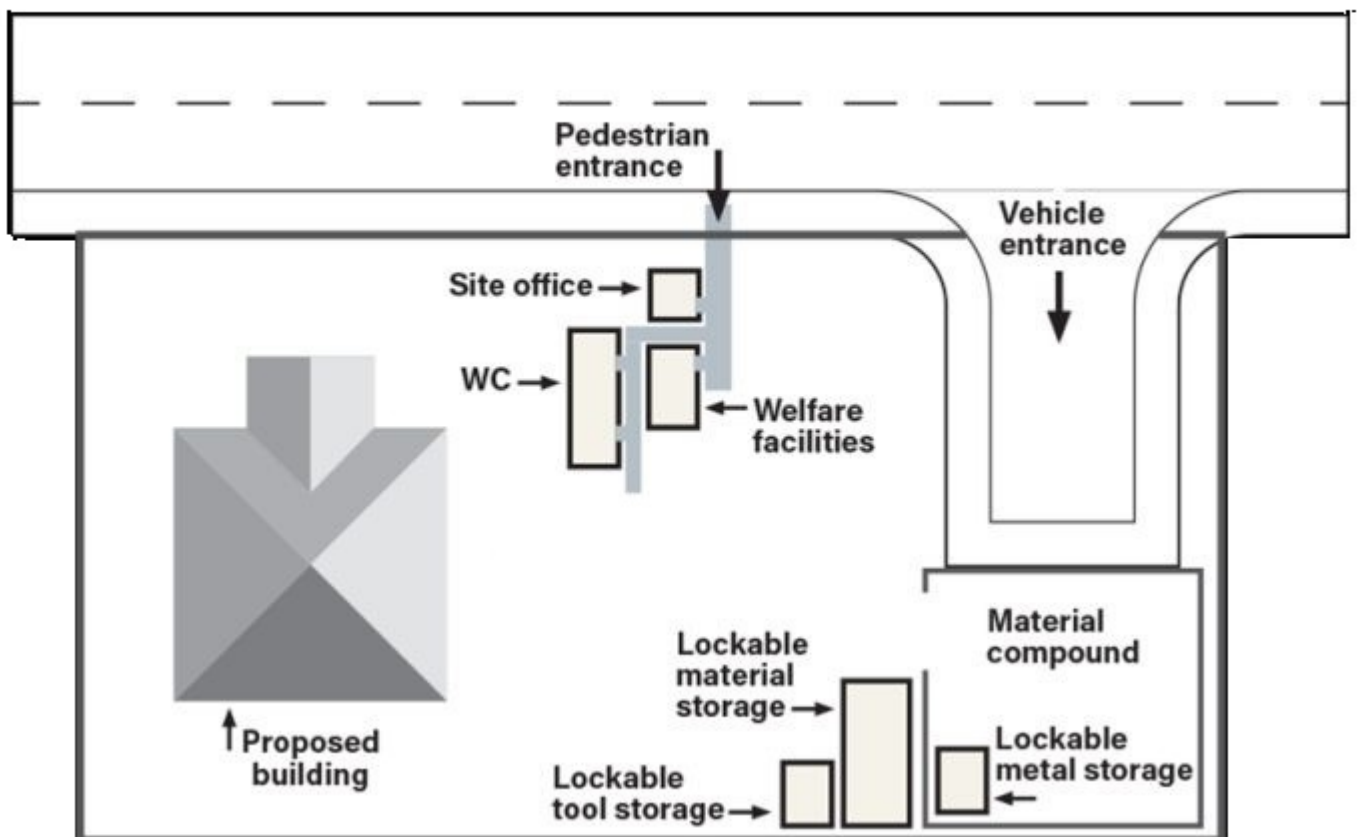 Pedestrian
entrance
Vehicle
entrance
Site office
WC
Welfare
facilities
Material
compound
Lockable
material
storage
Proposed
building
Lockable
metal storage
Lockable
tool storage